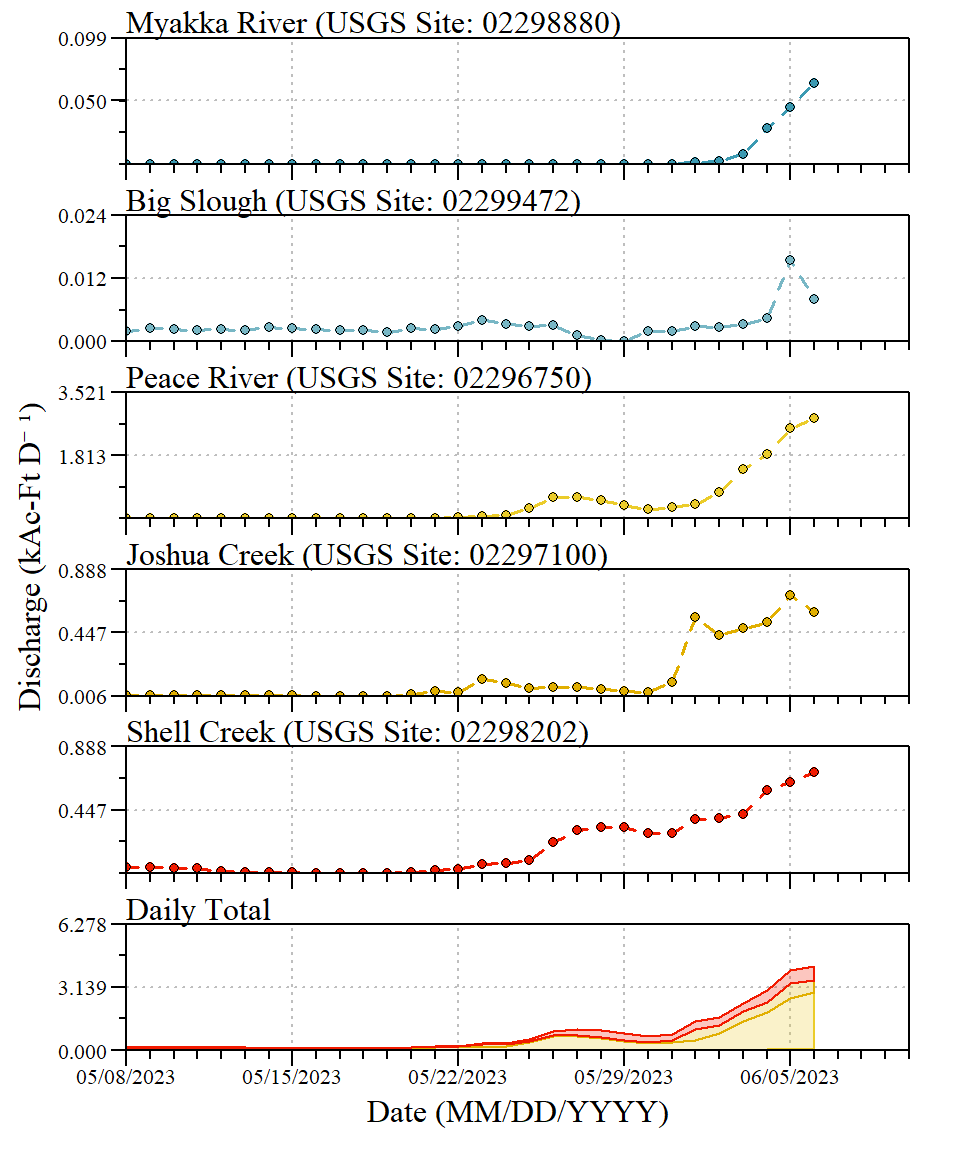 Myakka River (USGS Site: 02298880)
0.099
0.050
Big Slough (USGS Site: 02299472)
0.024
0.012
0.000
Peace River (USGS Site: 02296750)
3.521
1.813
Joshua Creek (USGS Site: 02297100)
0.888
0.447
0.006
Shell Creek (USGS Site: 02298202)
0.888
0.447
Daily Total
6.278
3.139
0.000
Discharge (kAc-Ft D⁻¹)
05/08/2023 05/15/2023 05/22/2023 05/29/2023 06/05/2023
Date (MM/DD/YYYY)